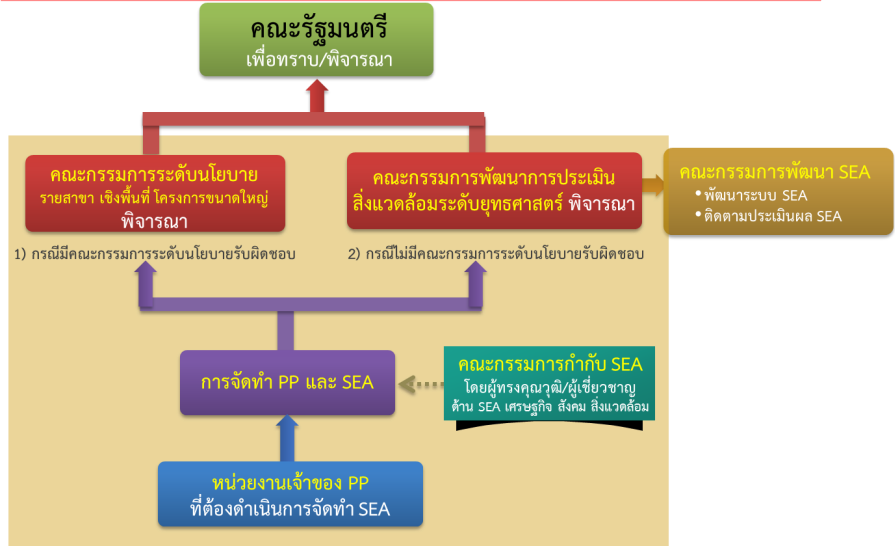 คณะรัฐมนตรี
เพื่อทราบ/พิจารณา
คณะกรรมการระดับนโยบาย
รายสาขา เชิงพื้นที่ โครงการขนาดใหญ่
พิจารณา
คณะกรรมการพัฒนาการประเมิน
สิ่งแวดล้อมระดับยุทธศาสตร์ พิจารณา
คณะกรรมการพัฒนา SEA
•พัฒนาระบบ SEA
•ติดตามประเมินผล SEA
1) กรณีมีคณะกรรมการระดับนโยบายรับผิดชอบ
2) กรณีไม่มีคณะกรรมการระดับนโยบายรับผิดชอบ
การจัดทำ PP และ SEA
คณะกรรมการกำกับ SEA
โดยผู้ทรงคุณวุฒิ/ผู้เชี่ยวชาญ
ด้าน SEA เศรษฐกิจ สังคม สิ่งแวดล้อม
หน่วยงานเจ้าของ PP
ที่ต้องดำเนินการจัดทำ SEA